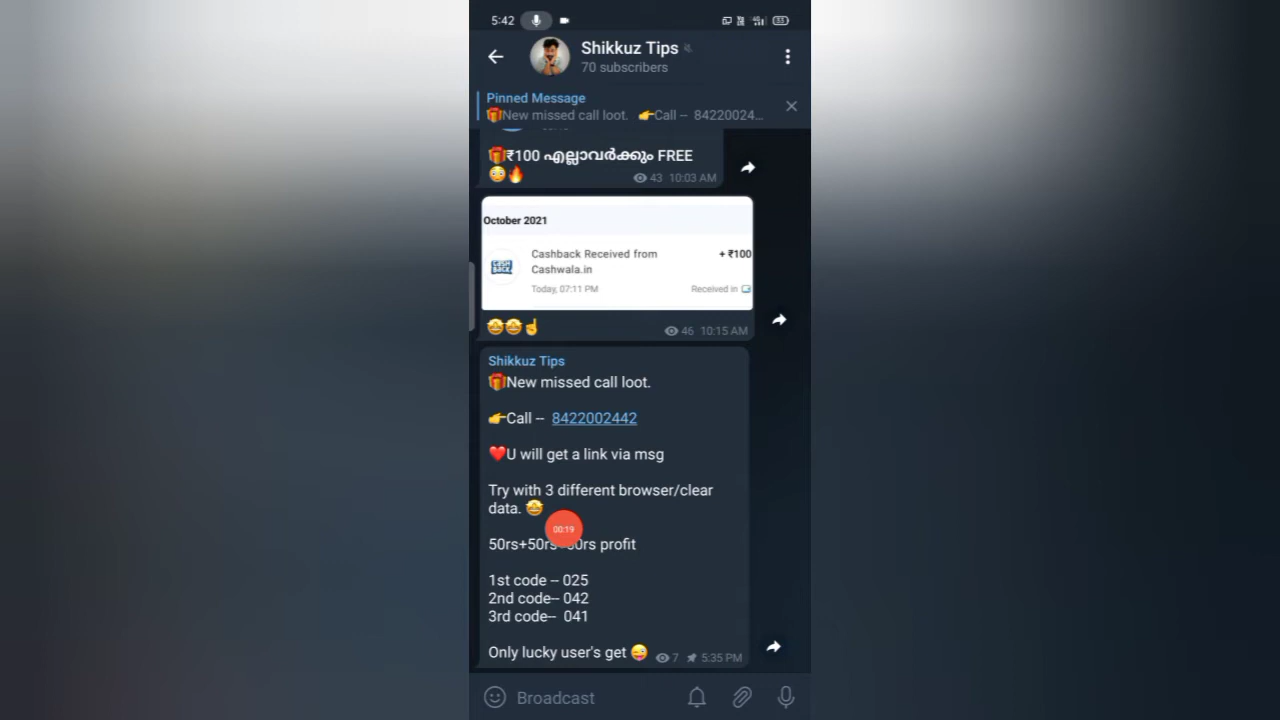 5:42
33
Shikkuz Tips
70 subscribers
Pinned Message
🎁New missed call loot. 👉Call -- 84220024...
🎁₹100 എല്ലാവർക്കും FREE
😳🔥 43 10:03 AM
October 2021
Cashback Received from + ₹100
Cashwala.in
CASH BACK
Today, 07:11 PM Received in
🤩🤩☝ 46 10:15 AM
Shikkuz Tips
🎁New missed call loot.
👉Call -- 8422002442
❤️U will get a link via msg
Try with 3 different browser/clear
data. 🤩
00:19
50rs+50rs 0rs profit
1st code -- 025
2nd code-- 042
3rd code-- 041
Only lucky user's get 😜 7 5:35 PM
Broadcast